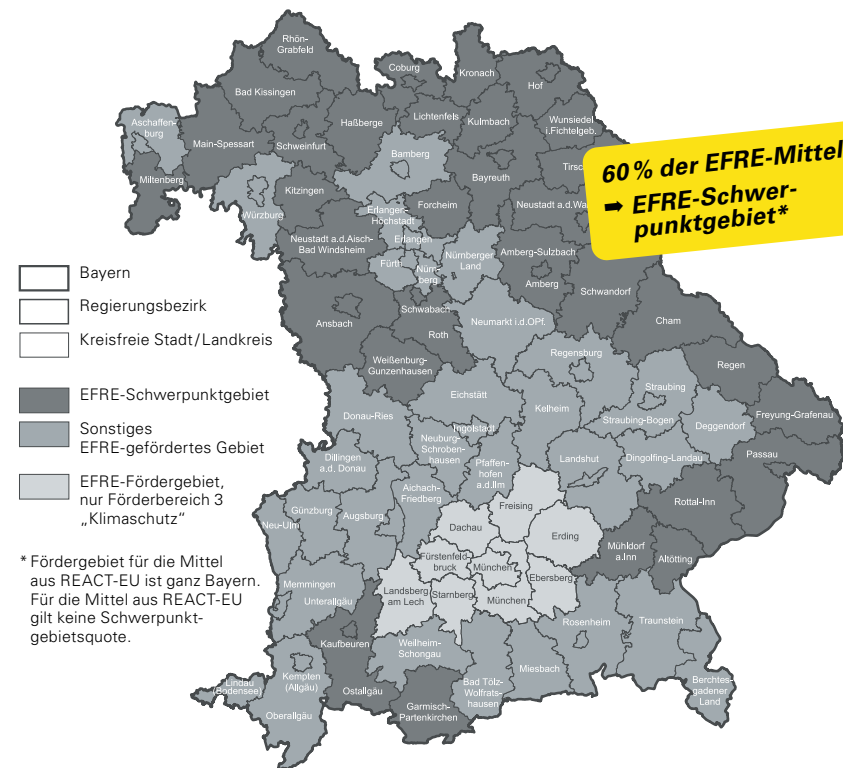 Rhön-
Grabfeld
Coburg
Kronach
Hof
Bad Kissingen
Lichtenfels
Kulmbach
Wunsiedel
i.Fichtelgeb.
Haßberge
Aschaffen-
burg
Main-Spessart
Schweinfurt
Bamberg
Miltenberg
Kitzingen
Bayreuth
60 % der EFRE-Mittel
➡ EFRE-Schwer-
punktgebiet*
Würzburg
Forcheim
Erlangen-
Höchstadt
Erlangen
Neustadt a.d.Aisch-
Bad Windsheim
Fürth
Nürn-
berg
Nürnberger
Land
Amberg-Sulzbach
Amberg
Schwandorf
Ansbach
Schwabach
Roth
Neumarkt i.d.OPf.
Cham
Weißenburg-
Gunzenhausen
Regensburg
Regen
Eichstätt
Straubing
Donau-Ries
Kelheim
Straubing-Bogen
Freyung-Grafenau
Deggendorf
Ingolstadt
Neuburg-
Schroben-
hausen
Passau
Dillingen
a.d. Donau
Pfaffen-
hofen
a.d.Ilm
Landshut
Dingolfing-Landau
Aichach-
Friedberg
Rottal-Inn
Günzburg
Augsburg
Freising
Neu-Ulm
Dachau
Erding
Mühldorf
a.Inn
Altötting
Fürstenfeld-
bruck
München
Ebersberg
Memmingen
Unterallgäu
Landsberg
am Lech
Starnberg
München
Rosenheim
Traunstein
Kaufbeuren
Weilheim-
Schongau
Miesbach
Kempten
(Allgäu)
Lindau
(Bodensee)
Ostallgäu
Bad Tölz-
Wolfrats-
hausen
Berchtes-
gadener
Land
Oberallgäu
Garmisch-
Partenkirchen
Bayern
Regierungsbezirk
Kreisfreie Stadt/Landkreis
EFRE-Schwerpunktgebiet
Sonstiges
EFRE-gefördertes Gebiet
EFRE-Fördergebiet,
nur Förderbereich 3
„Klimaschutz“
* Fördergebiet für die Mittel
aus REACT-EU ist ganz Bayern.
Für die Mittel aus REACT-EU
gilt keine Schwerpunkt-
gebietsquote.